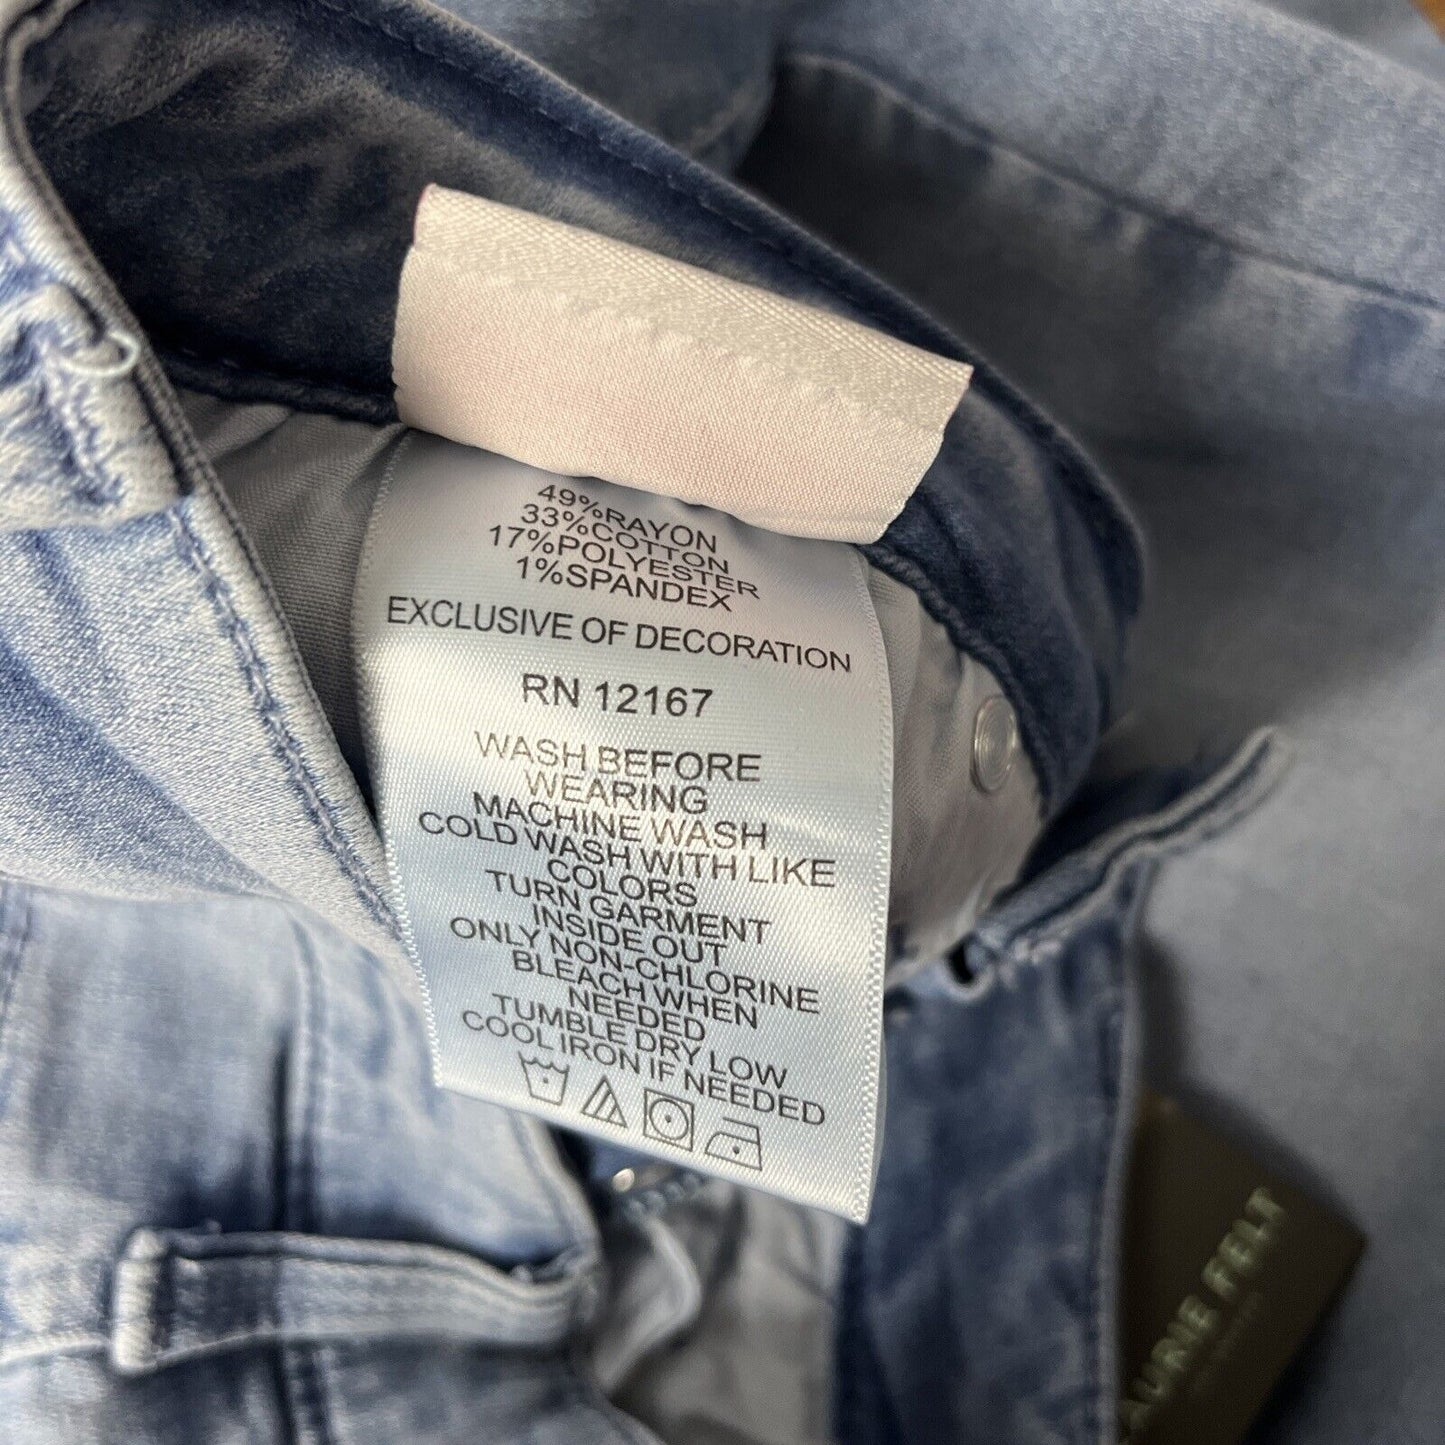 49%RAYON
33%COTTON
17%POLYESTER
1%SPANDEX
EXCLUSIVE OF DECORATION
RN 12167
WASH BEFORE
WEARING
MACHINE WASH
COLD WASH WITH LIKE
COLORS
TURN GARMENT
INSIDE OUT
ONLY NON-CHLORINE
BLEACH WHEN
NEEDED
TUMBLE DRY LOW
COOL IRON IF NEEDED
LAURIE FELT